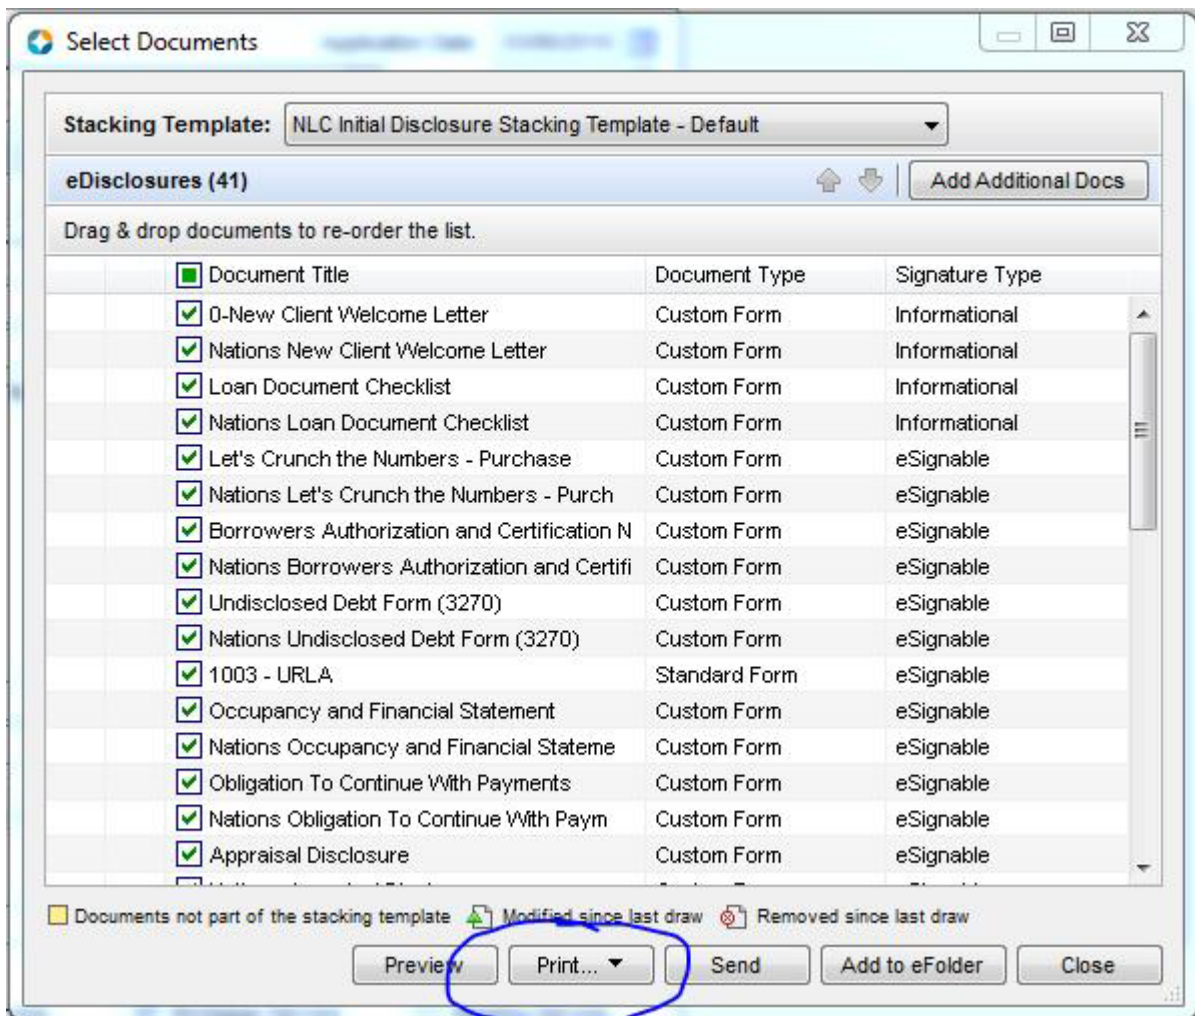 Select Documents
Stacking Template: NLC Initial Disclosure Stacking Template - Default
eDisclosures (41) Add Additional Docs
Drag & drop documents to re-order the list.
Document Title Document Type Signature Type
0-New Client Welcome Letter Custom Form Informational
Nations New Client Welcome Letter Custom Form Informational
Loan Document Checklist Custom Form Informational
Nations Loan Document Checklist Custom Form Informational
Let's Crunch the Numbers - Purchase Custom Form eSignable
Nations Let's Crunch the Numbers - Purch Custom Form eSignable
Borrowers Authorization and Certification N Custom Form eSignable
Nations Borrowers Authorization and Certifi Custom Form eSignable
Undisclosed Debt Form (3270) Custom Form eSignable
Nations Undisclosed Debt Form (3270) Custom Form eSignable
1003 - URLA Standard Form eSignable
Occupancy and Financial Statement Custom Form eSignable
Nations Occupancy and Financial Stateme Custom Form eSignable
Obligation To Continue With Payments Custom Form eSignable
Nations Obligation To Continue With Paym Custom Form eSignable
Appraisal Disclosure Custom Form eSignable
Documents not part of the stacking template Modified since last draw Removed since last draw
Preview Print... Send Add to eFolder Close